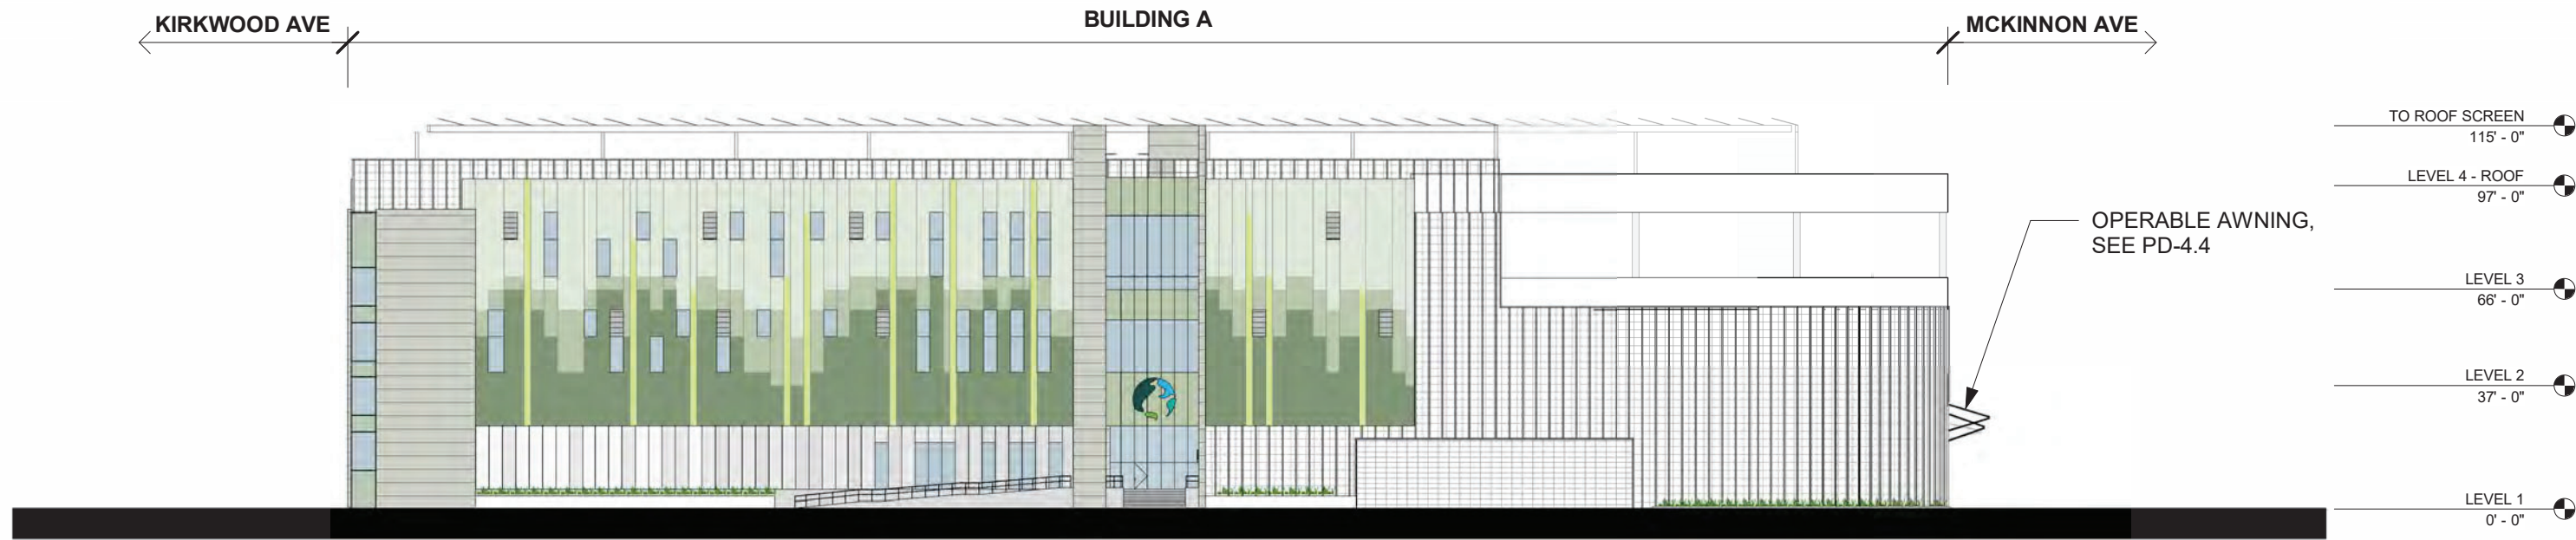 KIRKWOOD AVE
BUILDING A
MCKINNON AVE
TO ROOF SCREEN
115' - 0"
LEVEL 4 - ROOF
97' - 0"
OPERABLE AWNING,
SEE PD-4.4
LEVEL 3
66' - 0"
LEVEL 2
37' - 0"
LEVEL 1
0' - 0"